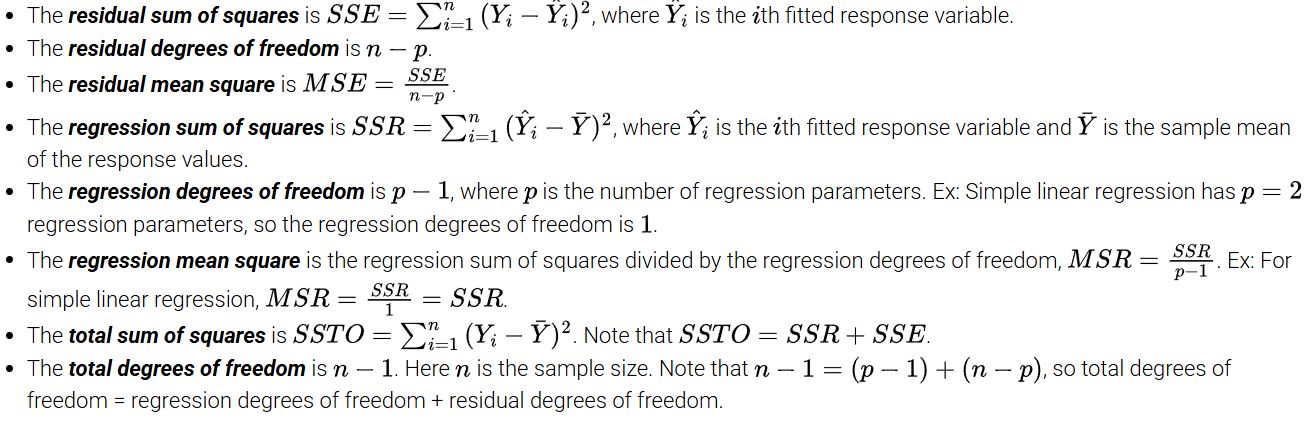 • The residual sum of squares is SSE = ∑ⁿᵢ₌₁ (Yᵢ − Ŷᵢ)², where Ŷᵢ is the ith fitted response variable.
• The residual degrees of freedom is n − p.
• The residual mean square is MSE = SSE/(n−p).
• The regression sum of squares is SSR = ∑ⁿᵢ₌₁ (Ŷᵢ − Ȳ)², where Ŷᵢ is the ith fitted response variable and Ȳ is the sample mean
of the response values.
• The regression degrees of freedom is p − 1, where p is the number of regression parameters. Ex: Simple linear regression has p = 2
regression parameters, so the regression degrees of freedom is 1.
• The regression mean square is the regression sum of squares divided by the regression degrees of freedom, MSR = SSR/(p−1). Ex: For
simple linear regression, MSR = SSR/1 = SSR.
• The total sum of squares is SSTO = ∑ⁿᵢ₌₁ (Yᵢ − Ȳ)². Note that SSTO = SSR + SSE.
• The total degrees of freedom is n − 1. Here n is the sample size. Note that n − 1 = (p − 1) + (n − p), so total degrees of
freedom = regression degrees of freedom + residual degrees of freedom.